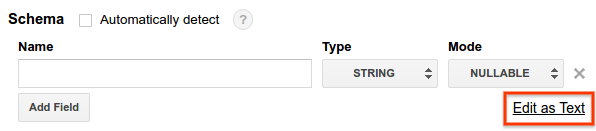 Schema Automatically detect ?
Name Type Mode
STRING NULLABLE
Add Field Edit as Text